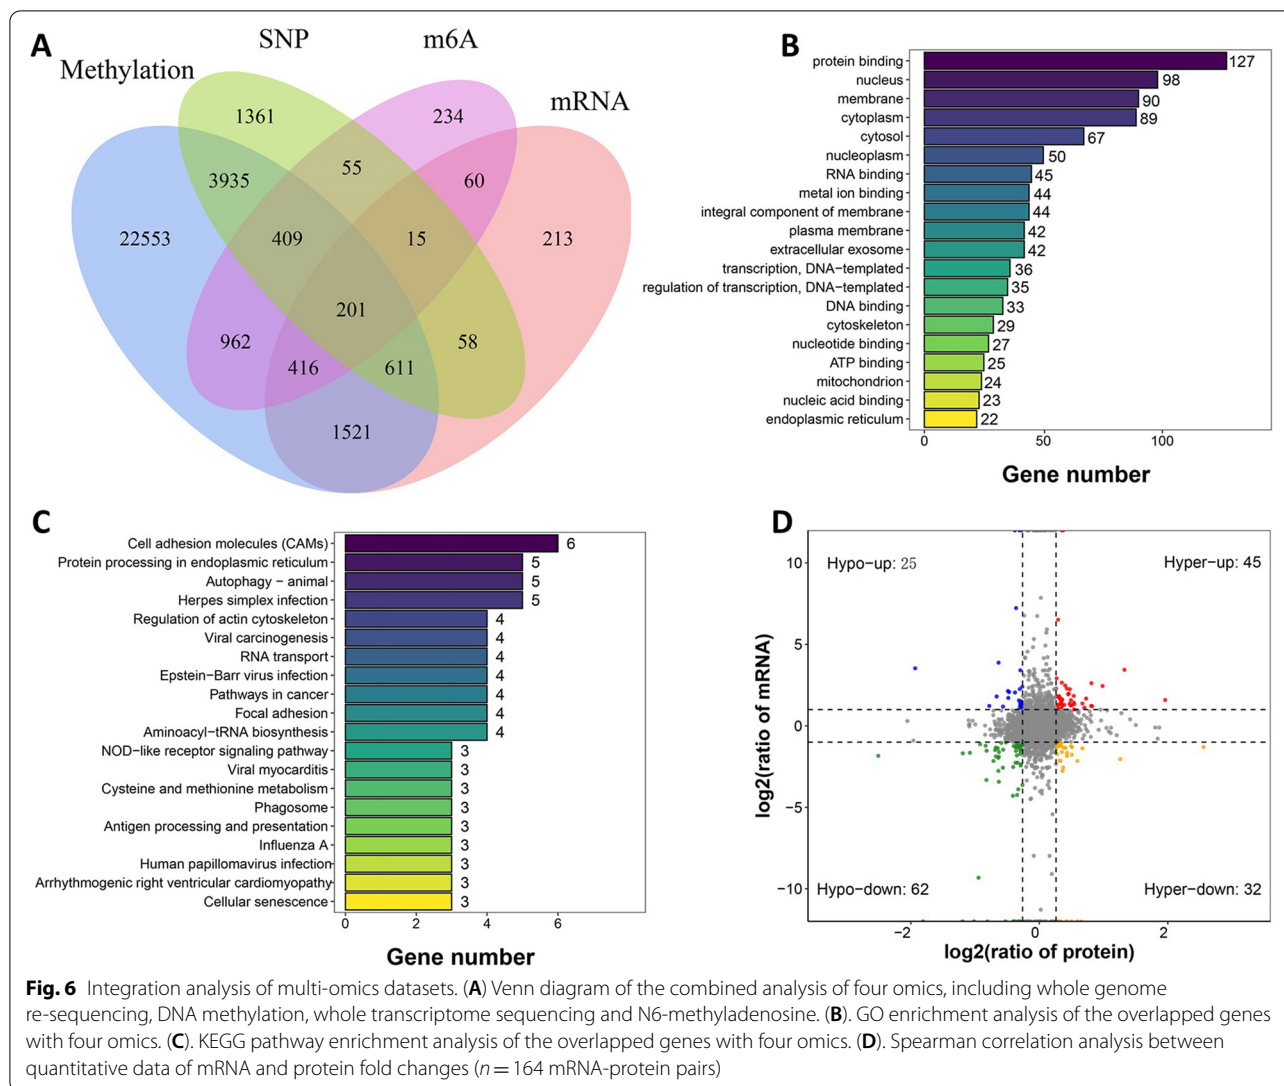 A
SNP
m6A
Methylation
mRNA
1361
234
3935
55
60
22553
409
15
213
201
962
58
416
611
1521
B
protein binding 127
nucleus 98
membrane 90
cytoplasm 89
cytosol 67
nucleoplasm 50
RNA binding 45
metal ion binding 44
integral component of membrane 44
plasma membrane 42
extracellular exosome 42
transcription, DNA−templated 36
regulation of transcription, DNA−templated 35
DNA binding 33
cytoskeleton 29
nucleotide binding 27
ATP binding 25
mitochondrion 24
nucleic acid binding 23
endoplasmic reticulum 22
0 50 100
Gene number
C
Cell adhesion molecules (CAMs) 6
Protein processing in endoplasmic reticulum 5
Autophagy − animal 5
Herpes simplex infection 5
Regulation of actin cytoskeleton 4
Viral carcinogenesis 4
RNA transport 4
Epstein−Barr virus infection 4
Pathways in cancer 4
Focal adhesion 4
Aminoacyl−tRNA biosynthesis 4
NOD−like receptor signaling pathway 3
Viral myocarditis 3
Cysteine and methionine metabolism 3
Phagosome 3
Antigen processing and presentation 3
Influenza A 3
Human papillomavirus infection 3
Arrhythmogenic right ventricular cardiomyopathy 3
Cellular senescence 3
0 2 4 6
Gene number
D
log2(ratio of mRNA)
10
5
0
−5
−10
Hypo-up: 25
Hyper-up: 45
Hypo-down: 62
Hyper-down: 32
−2 0 2
log2(ratio of protein)
Fig. 6 Integration analysis of multi-omics datasets. (A) Venn diagram of the combined analysis of four omics, including whole genome
re-sequencing, DNA methylation, whole transcriptome sequencing and N6-methyladenosine. (B). GO enrichment analysis of the overlapped genes
with four omics. (C). KEGG pathway enrichment analysis of the overlapped genes with four omics. (D). Spearman correlation analysis between
quantitative data of mRNA and protein fold changes (n = 164 mRNA-protein pairs)